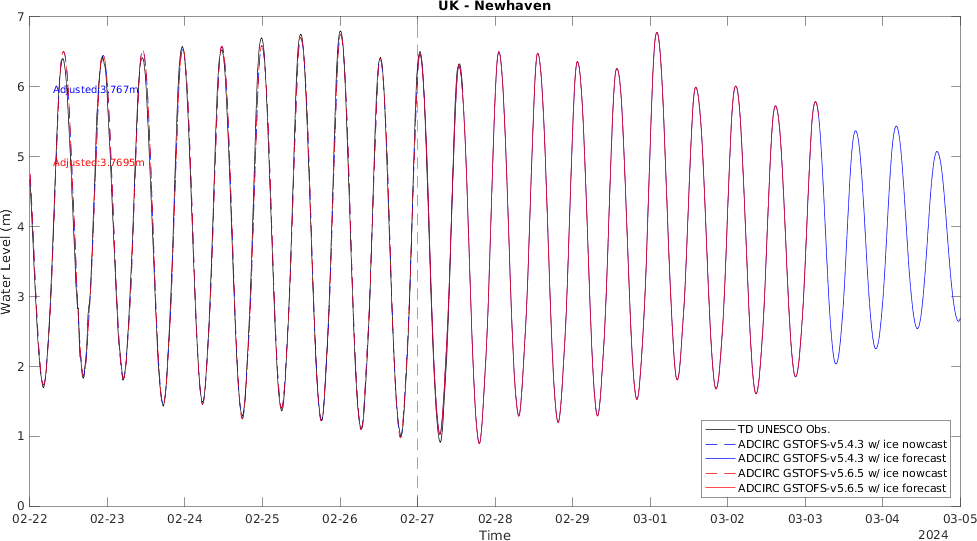 UK - Newhaven
7
6
5
4
3
2
1
0
Water Level (m)
Adjusted:3.767m
Adjusted:3.7695m
TD UNESCO Obs.
ADCIRC GSTOFS-v5.4.3 w/ ice nowcast
ADCIRC GSTOFS-v5.4.3 w/ ice forecast
ADCIRC GSTOFS-v5.6.5 w/ ice nowcast
ADCIRC GSTOFS-v5.6.5 w/ ice forecast
02-22 02-23 02-24 02-25 02-26 02-27 02-28 02-29 03-01 03-02 03-03 03-04 03-05
Time
2024